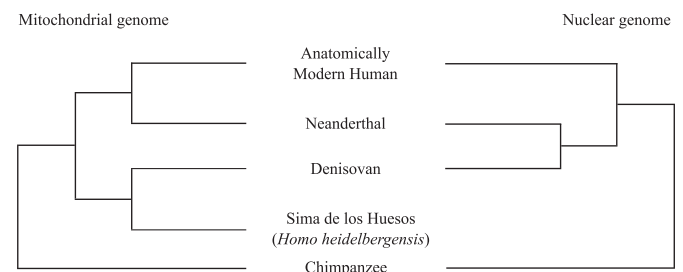 Mitochondrial genome
Nuclear genome
Anatomically
Modern Human
Neanderthal
Denisovan
Sima de los Huesos
(Homo heidelbergensis)
Chimpanzee